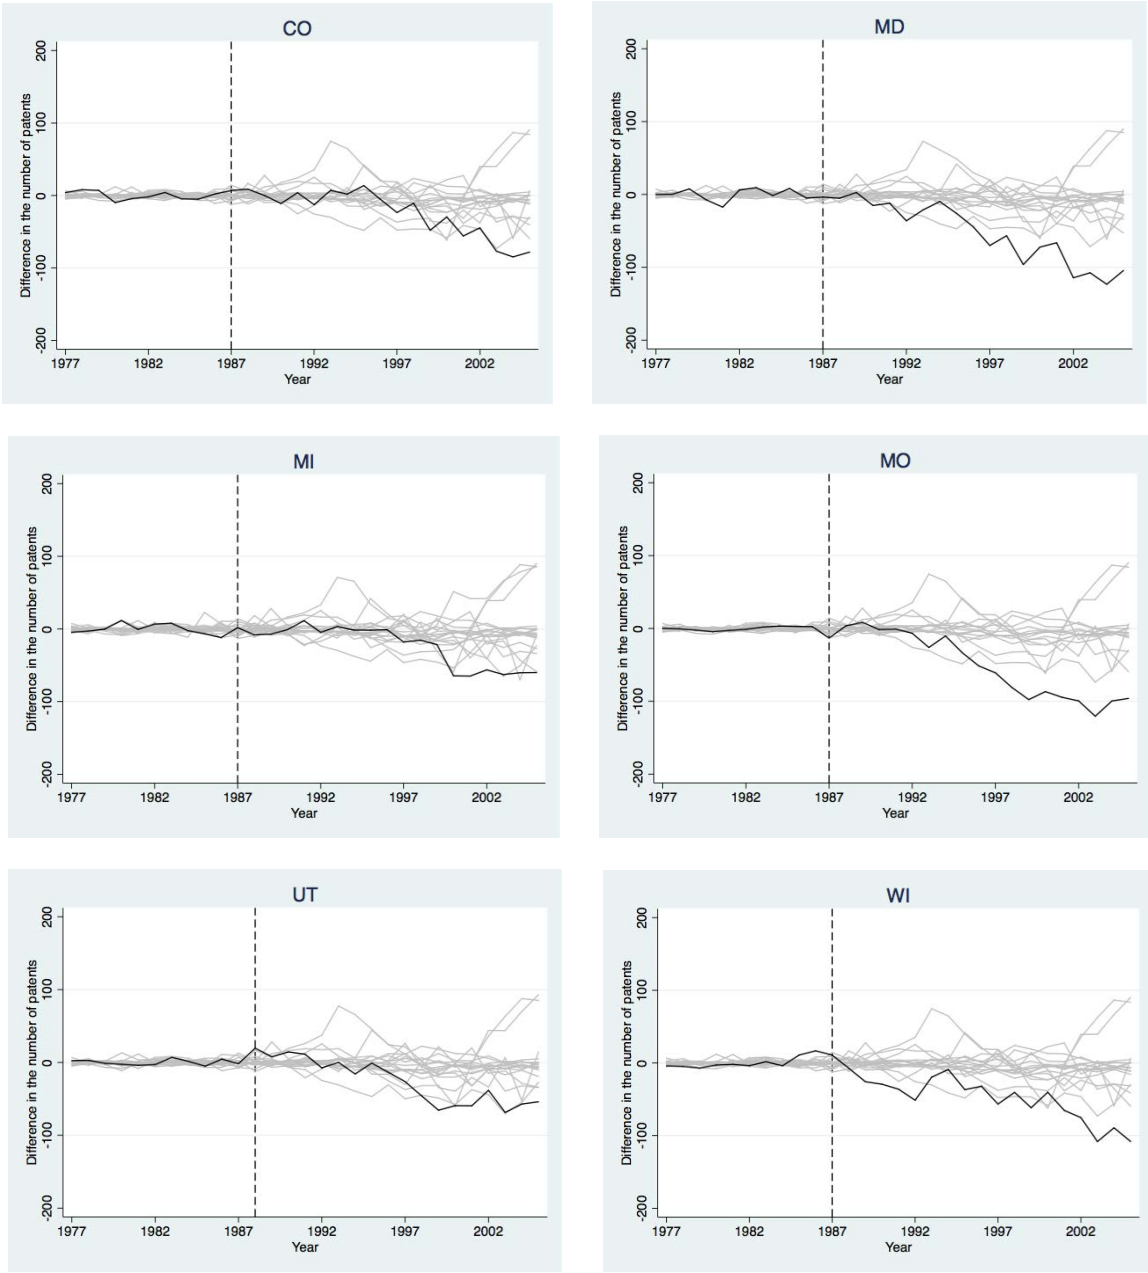 CO
Difference in the number of patents
200
100
0
-100
-200
1977 1982 1987 1992 1997 2002
Year
MD
Difference in the number of patents
200
100
0
-100
-200
1977 1982 1987 1992 1997 2002
Year
MI
Difference in the number of patents
200
100
0
-100
-200
1977 1982 1987 1992 1997 2002
Year
MO
Difference in the number of patents
200
100
0
-100
-200
1977 1982 1987 1992 1997 2002
Year
UT
Difference in the number of patents
200
100
0
-100
-200
1977 1982 1987 1992 1997 2002
Year
WI
Difference in the number of patents
200
100
0
-100
-200
1977 1982 1987 1992 1997 2002
Year